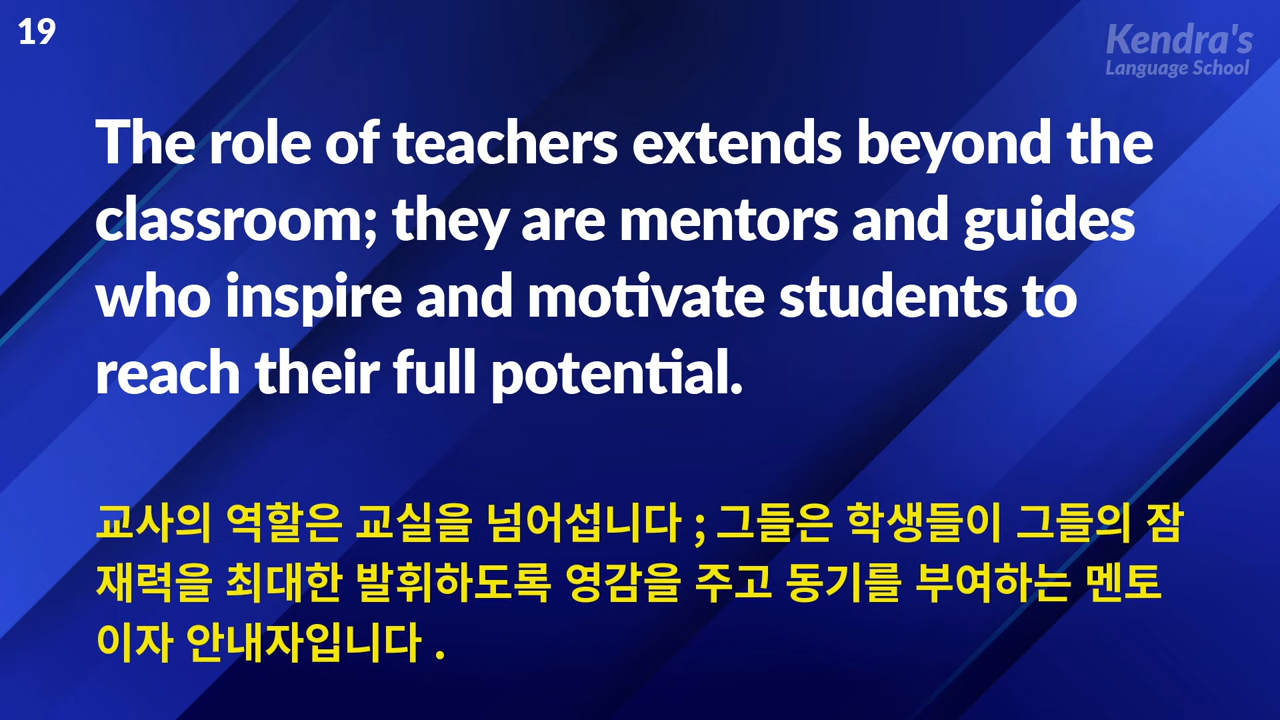 19
Kendra's
Language School
The role of teachers extends beyond the
classroom; they are mentors and guides
who inspire and motivate students to
reach their full potential.
교사의 역할은 교실을 넘어섭니다 ; 그들은 학생들이 그들의 잠
재력을 최대한 발휘하도록 영감을 주고 동기를 부여하는 멘토
이자 안내자입니다 .